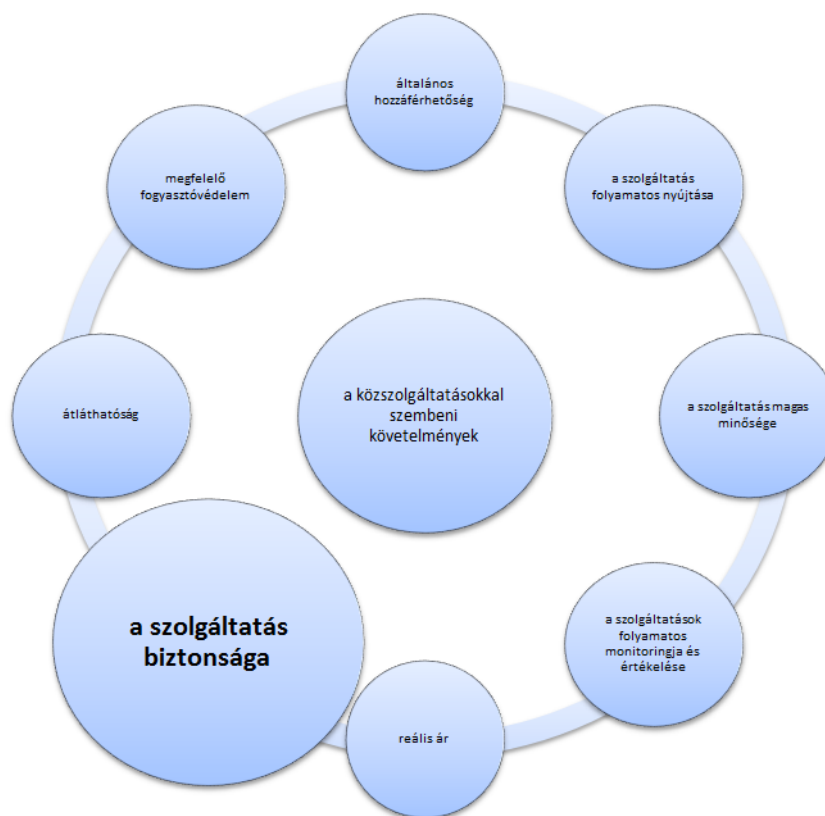 általános
hozzáférhetőség
megfelelő
fogyasztóvédelem
a szolgáltatás
folyamatos nyújtása
átláthatóság
a közszolgáltatásokkal
szembeni
követelmények
a szolgáltatás magas
minősége
a szolgáltatás
biztonsága
a szolgáltatások
folyamatos
monitoringja és
értékelése
reális ár